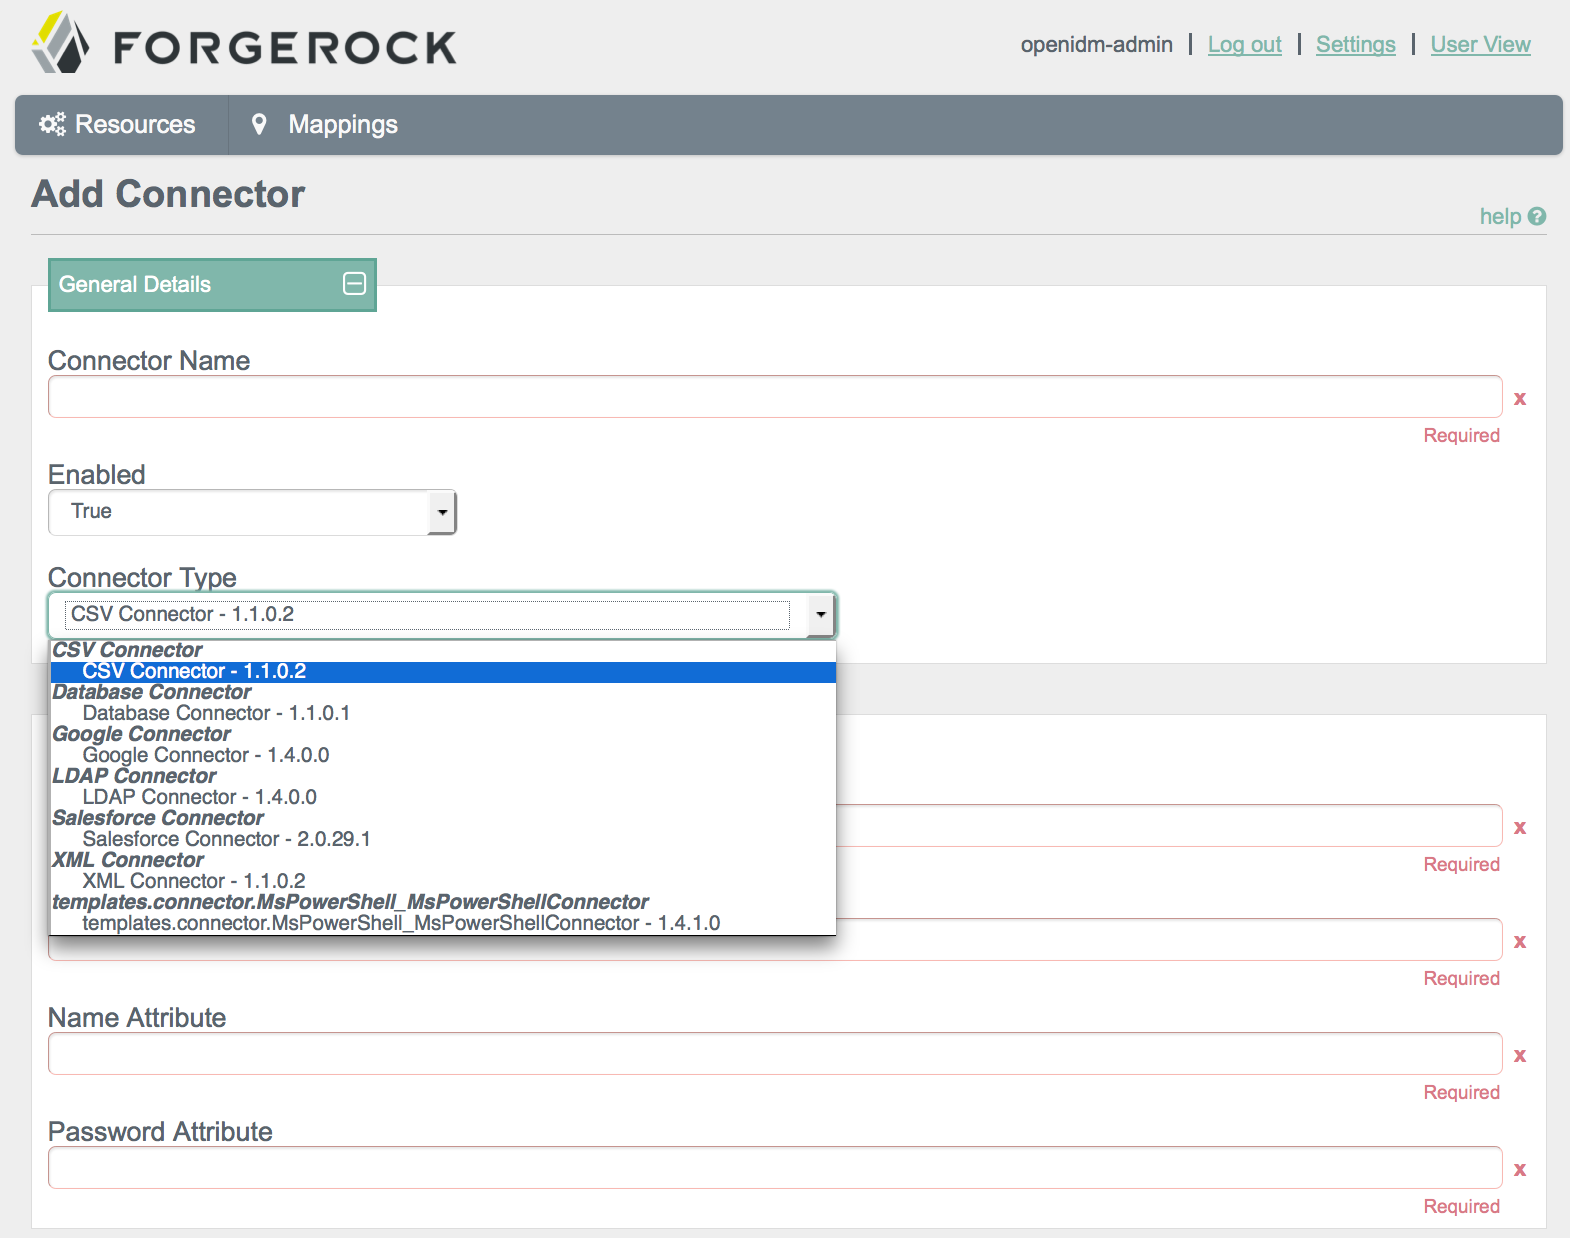 FORGEROCK
openidm-admin | Log out | Settings | User View
Resources
Mappings
Add Connector
help
General Details
Connector Name
x
Required
Enabled
True
Connector Type
CSV Connector - 1.1.0.2
CSV Connector
CSV Connector - 1.1.0.2
Database Connector
Database Connector - 1.1.0.1
Google Connector
Google Connector - 1.4.0.0
LDAP Connector
LDAP Connector - 1.4.0.0
Salesforce Connector
Salesforce Connector - 2.0.29.1
XML Connector
XML Connector - 1.1.0.2
templates.connector.MsPowerShell_MsPowerShellConnector
templates.connector.MsPowerShell_MsPowerShellConnector - 1.4.1.0
x
Required
x
Required
Name Attribute
x
Required
Password Attribute
x
Required